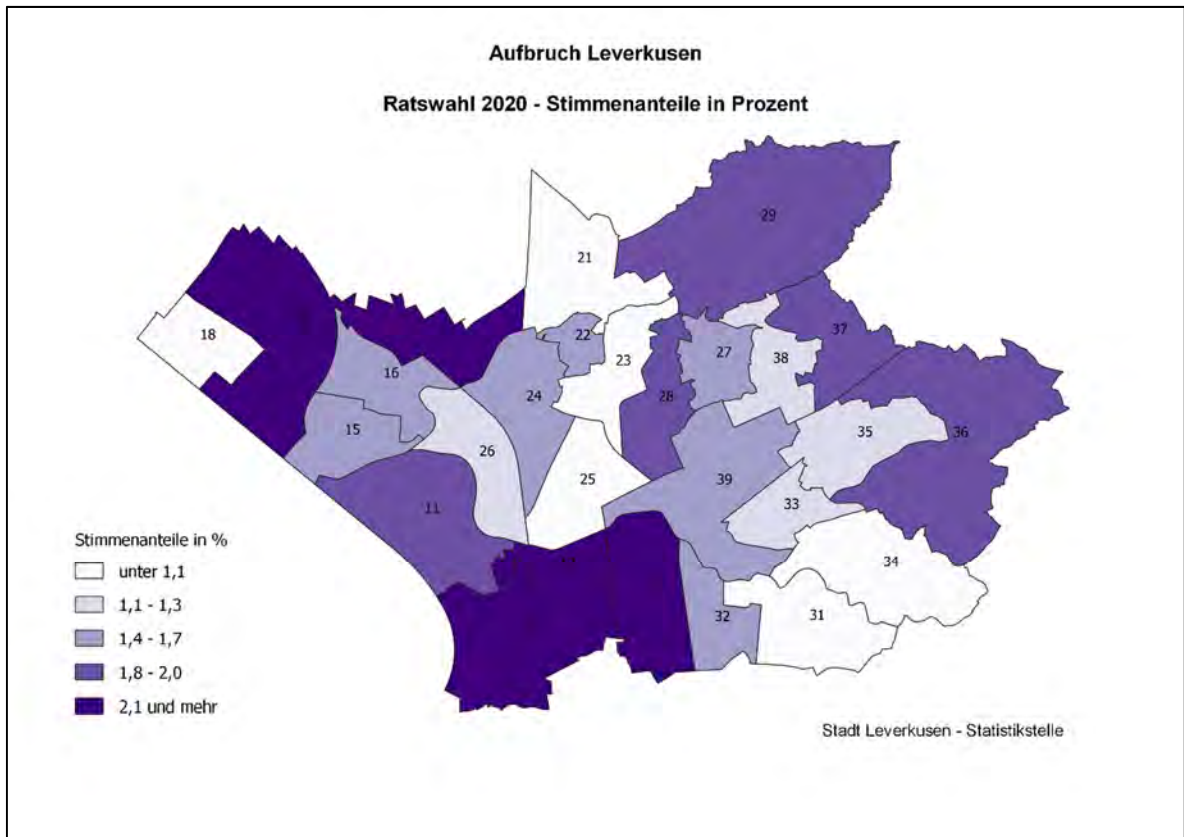 Aufbruch Leverkusen
Ratswahl 2020 - Stimmenanteile in Prozent
29
21
18
22
37
23
27
38
16
24
28
15
35
36
26
25
39
11
33
34
32
31
Stimmenanteile in %
unter 1,1
1,1 - 1,3
1,4 - 1,7
1,8 - 2,0
2,1 und mehr
Stadt Leverkusen - Statistikstelle